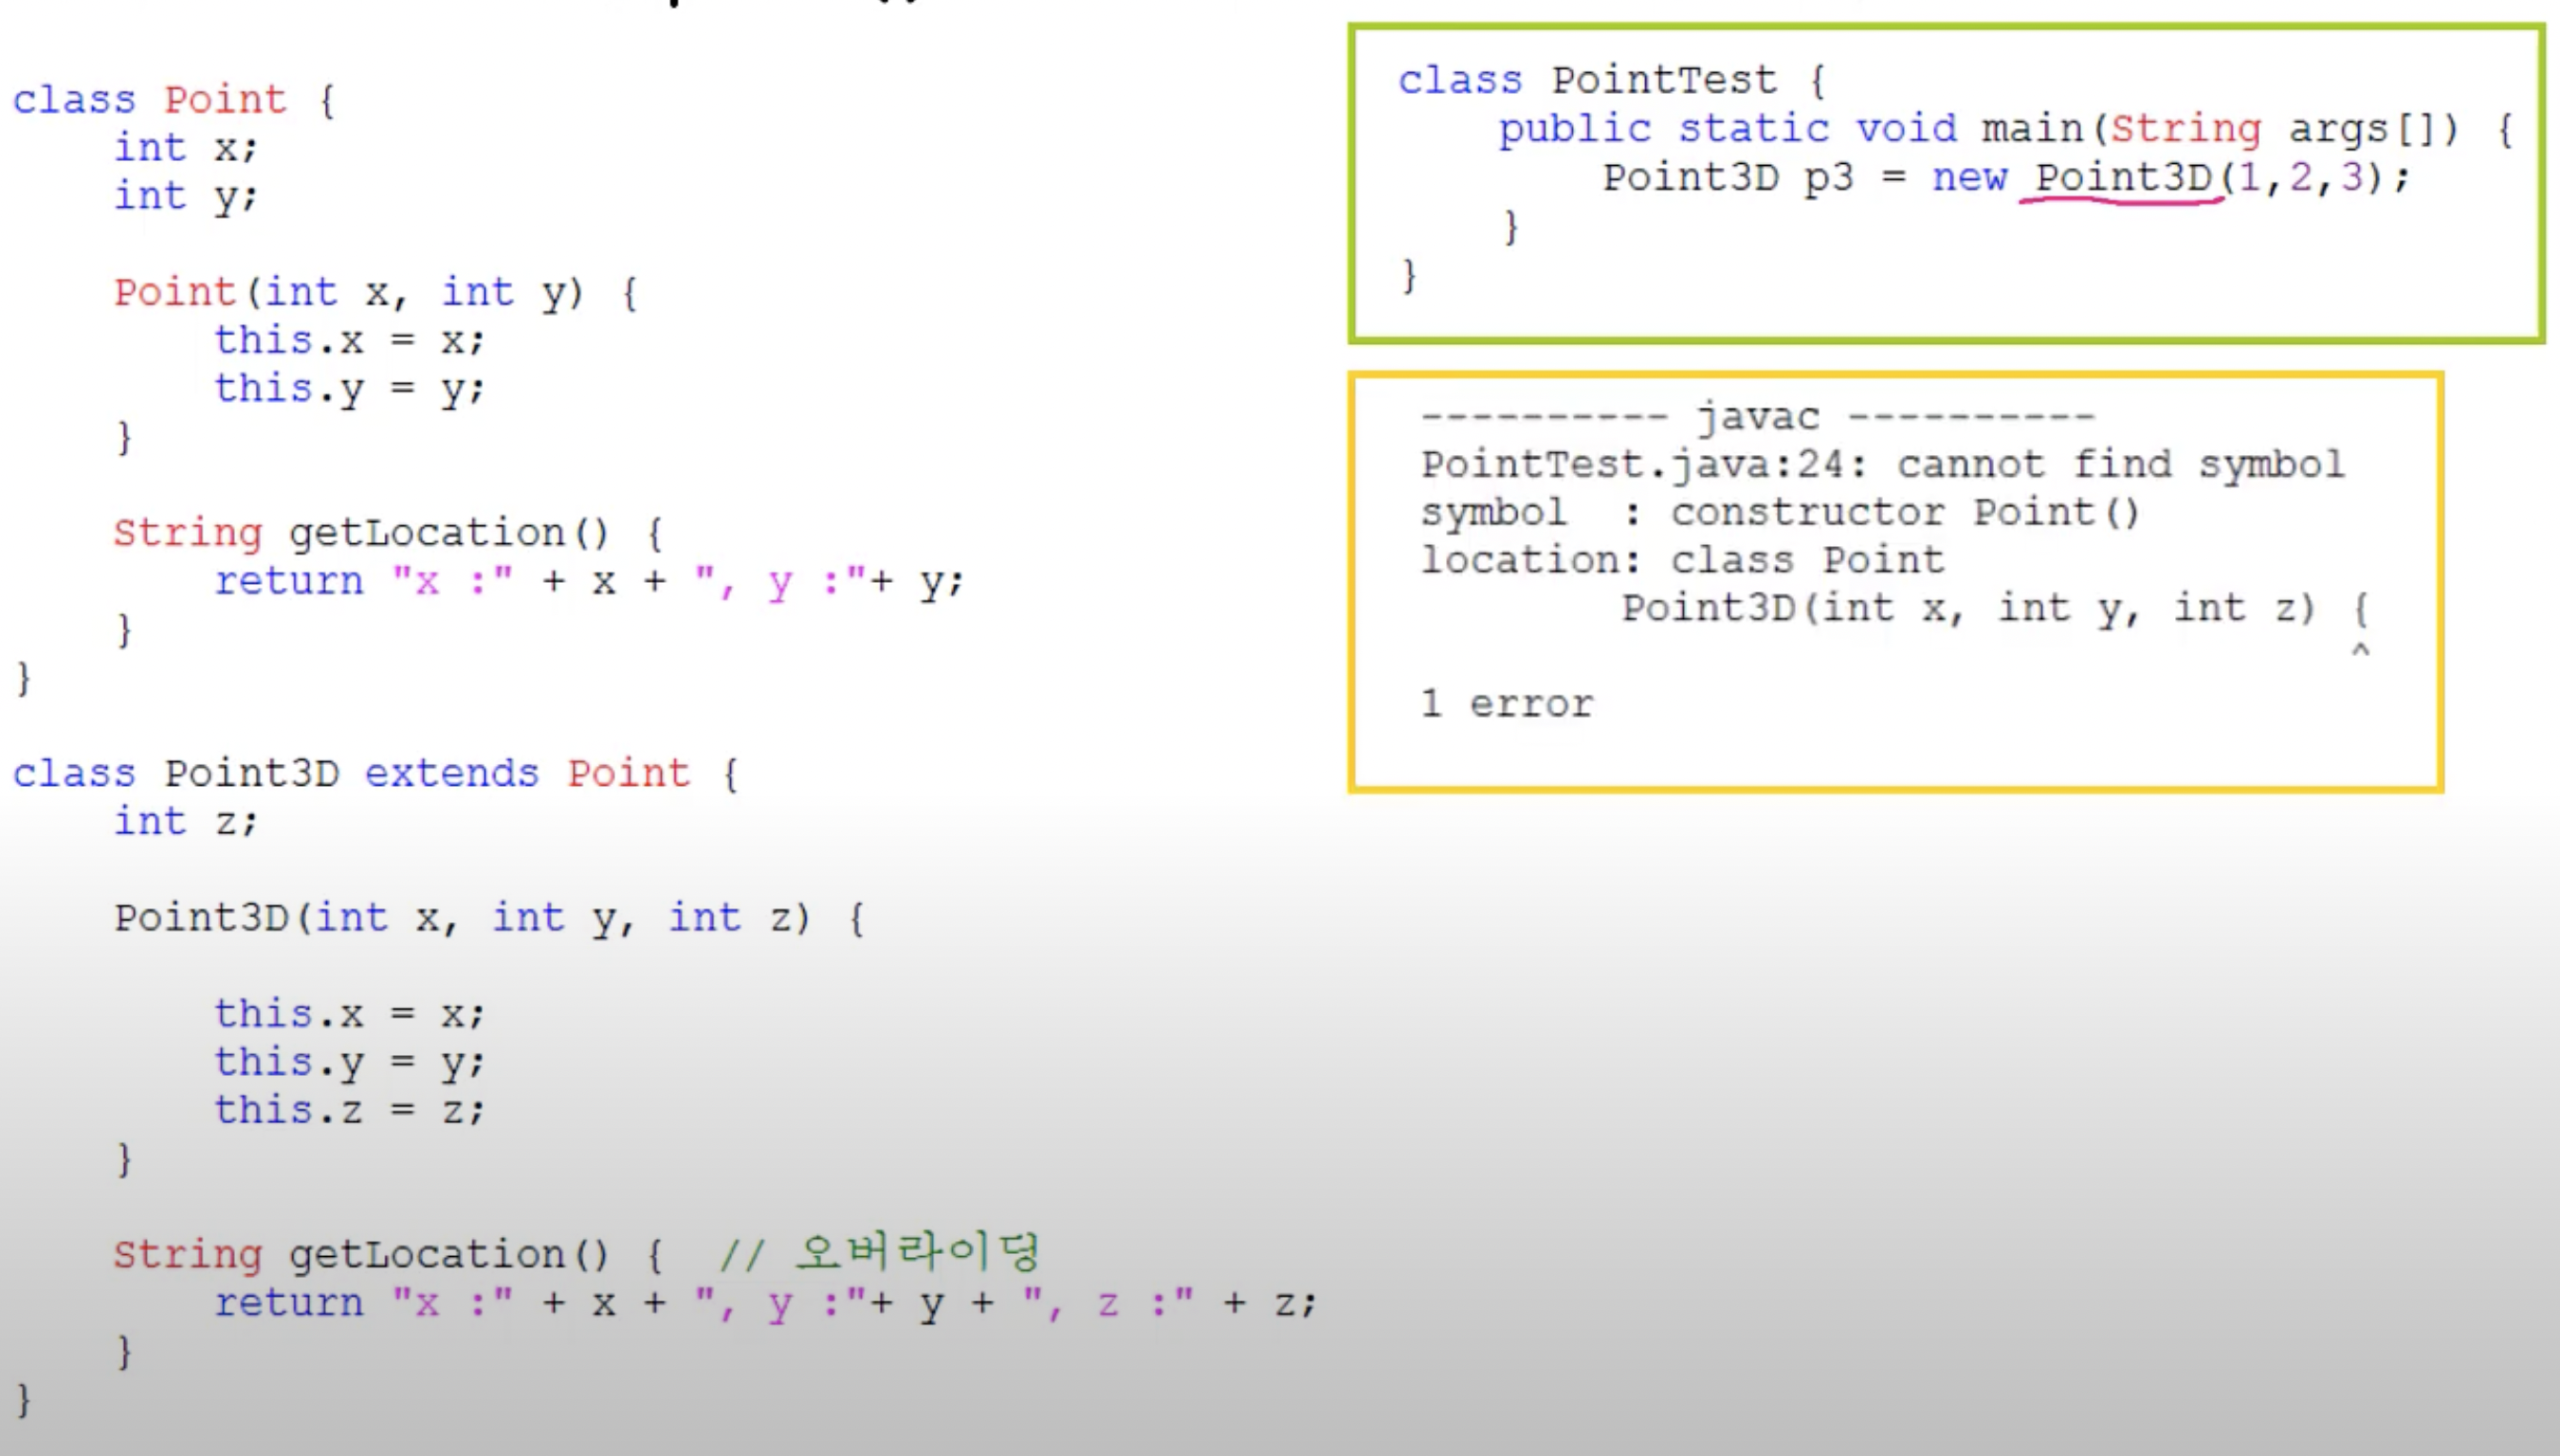 class Point {
    int x;
    int y;

    Point(int x, int y) {
        this.x = x;
        this.y = y;
    }

    String getLocation() {
        return "x :" + x + ", y :"+ y;
    }
}

class Point3D extends Point {
    int z;

    Point3D(int x, int y, int z) {

        this.x = x;
        this.y = y;
        this.z = z;
    }

    String getLocation() {  // 오버라이딩
        return "x :" + x + ", y :"+ y + ", z :" + z;
    }
}

class PointTest {
    public static void main(String args[]) {
        Point3D p3 = new Point3D(1,2,3);
    }
}

---------- javac ----------
PointTest.java:24: cannot find symbol
symbol  : constructor Point()
location: class Point
        Point3D(int x, int y, int z) {
                                     ^
1 error